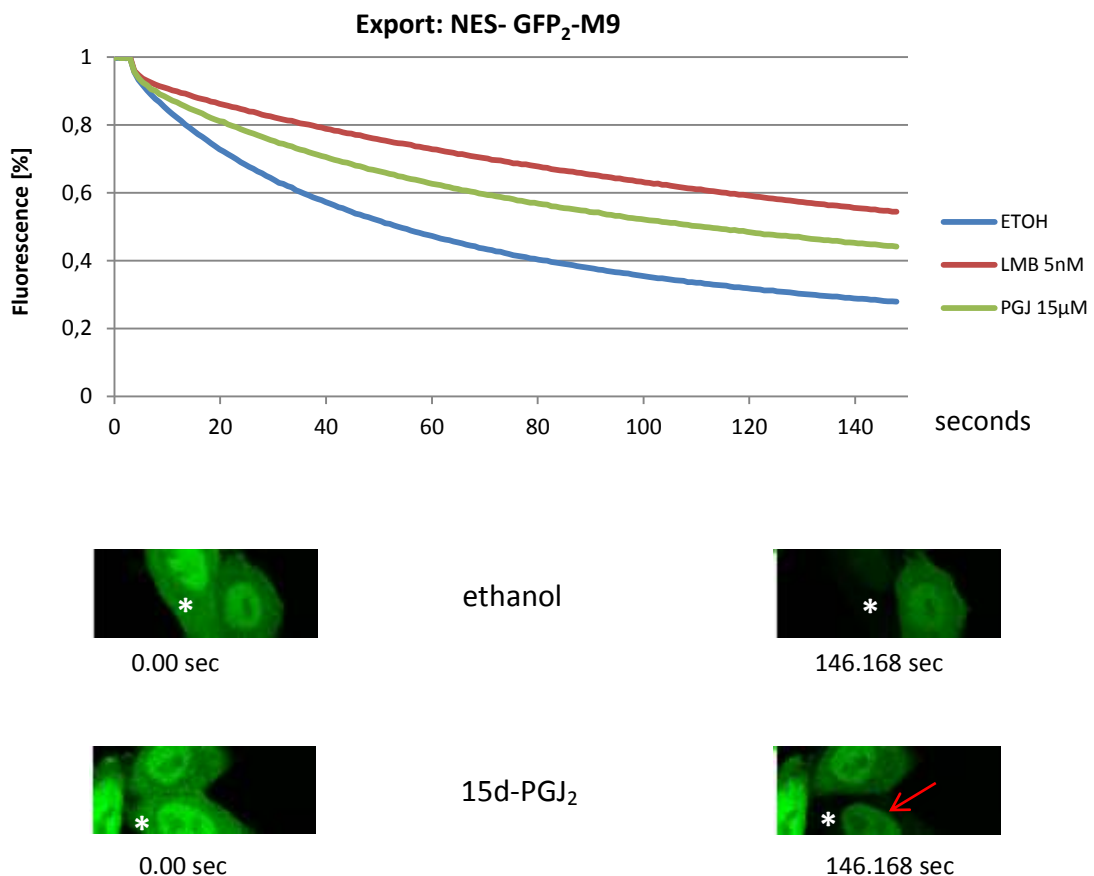 Export: NES- GFP₂-M9
Fluorescence [%]
1
0,8
0,6
0,4
0,2
0
0 20 40 60 80 100 120 140
seconds
ETOH
LMB 5nM
PGJ 15µM
ethanol
*
*
0.00 sec
146.168 sec
15d-PGJ₂
*
*
0.00 sec
146.168 sec